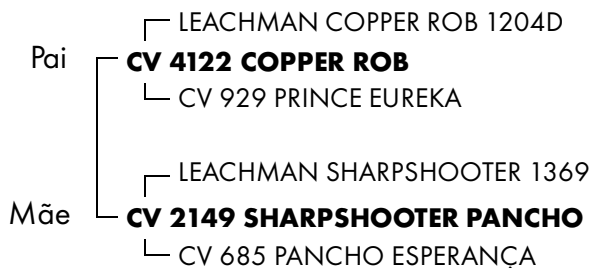 LEACHMAN COPPER ROB 1204D
Pai CV 4122 COPPER ROB
CV 929 PRINCE EUREKA
LEACHMAN SHARPSHOOTER 1369
Mãe CV 2149 SHARPSHOOTER PANCHO
CV 685 PANCHO ESPERANÇA